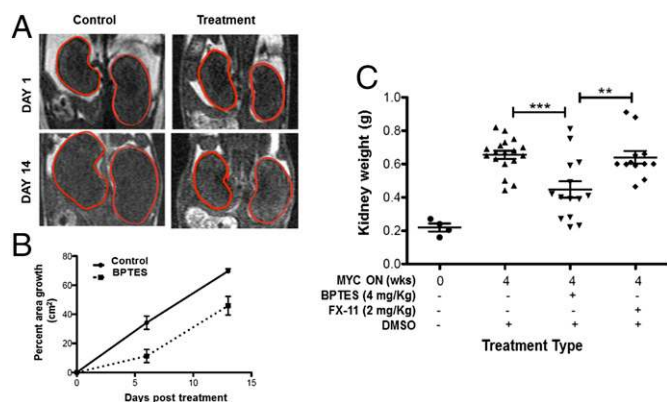 A
Control
Treatment
DAY 1
DAY 14
B
Control
BPTES
Percent area growth
(cm²)
80
60
40
20
0
0 5 10 15
Days post treatment
C
***
**
Kidney weight (g)
1.0
0.8
0.6
0.4
0.2
0.0
MYC ON (wks) 0 4 4 4
BPTES (4 mg/Kg) - - + -
FX-11 (2 mg/Kg) - - - +
DMSO - + + +
Treatment Type